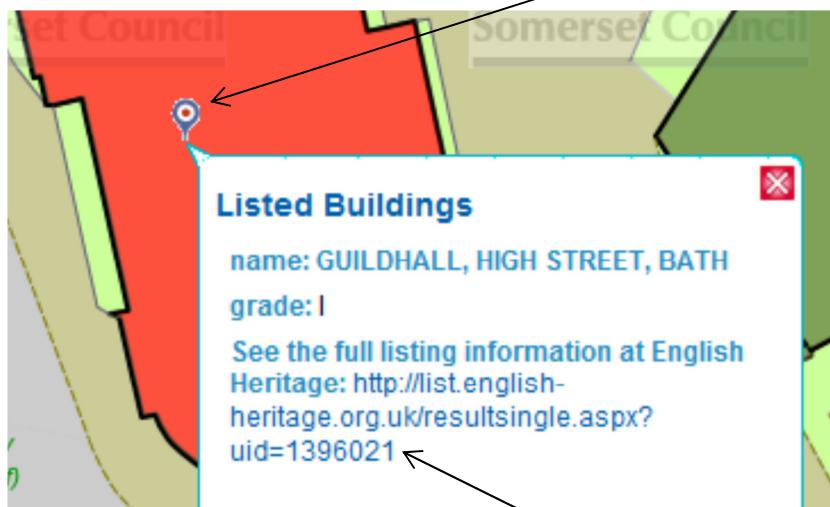 set Council
Somerset Council
Listed Buildings
name: GUILDHALL, HIGH STREET, BATH
grade: I
See the full listing information at English
Heritage: http://list.english-
heritage.org.uk/resultsingle.aspx?
uid=1396021